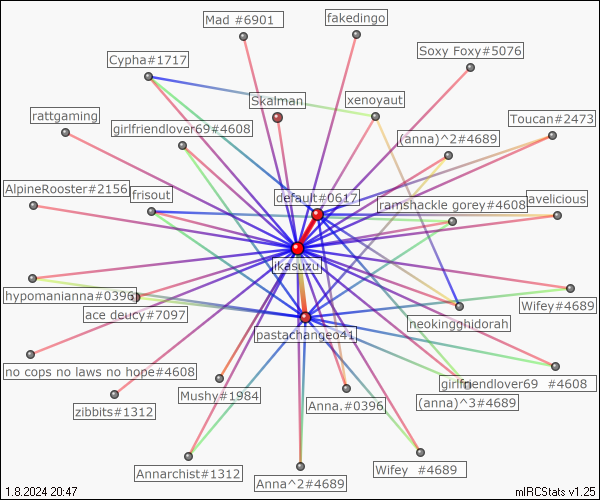 Mad #6901
fakedingo
Soxy Foxy#5076
Cypha#1717
Skalman
xenoyaut
rattgaming
girlfriendlover69#4608
(anna)^2#4689
Toucan#2473
AlpineRooster#2156
frisout
default#0617
ramshackle gorey#4608
avelicious
ikasuzu
hypomanianna#0396
ace deucy#7097
pastachange041
neokingghidorah
Wifey#4689
no cops no laws no hope#4608
zibbits#1312
Mushy#1984
Anna.#0396
girlfriendlover69 #4608
(anna)^3#4689
Annarchist#1312
Anna^2#4689
Wifey #4689
1.8.2024 20:47
mIRCStats v1.25